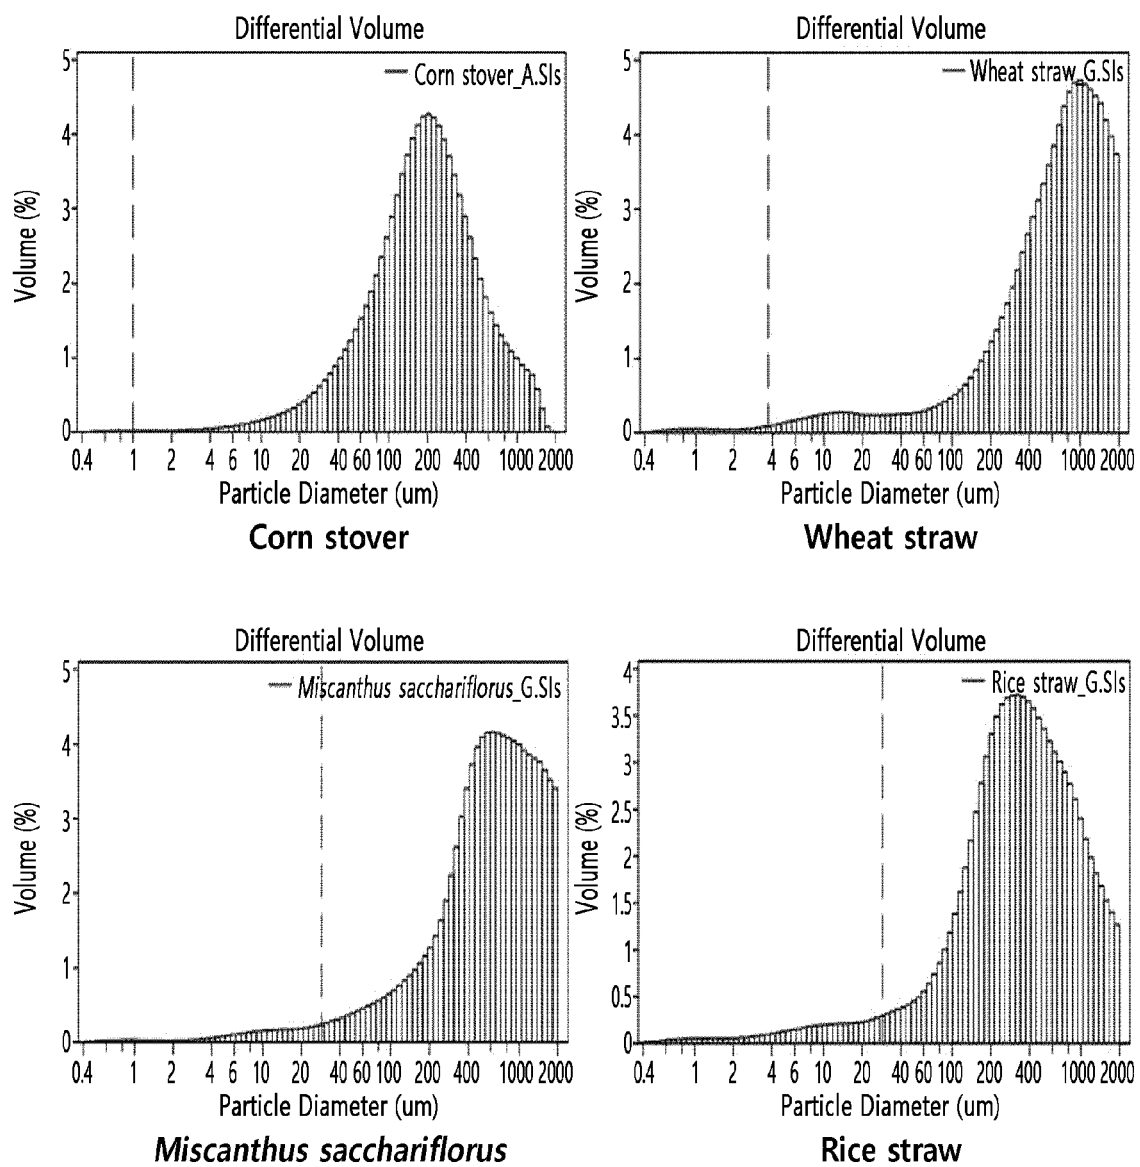 Differential Volume
5
4
3
2
1
0
Volume (%)
Corn stover_A.SIs
0.4 1 2 4 6 10 20 40 60 100 200 400 1000 2000
Particle Diameter (um)
Corn stover
Differential Volume
5
4
3
2
1
0
Volume (%)
Wheat straw_G.SIs
0.4 1 2 4 6 10 20 40 60 100 200 400 1000 2000
Particle Diameter (um)
Wheat straw
Differential Volume
5
4
3
2
1
0
Volume (%)
Miscanthus sacchariflorus_G.SIs
0.4 1 2 4 6 10 20 40 60 100 200 400 1000 2000
Particle Diameter (um)
Miscanthus sacchariflorus
Differential Volume
4
3.5
3
2.5
2
1.5
1
0.5
0
Volume (%)
Rice straw_G.SIs
0.4 1 2 4 6 10 20 40 60 100 200 400 1000 2000
Particle Diameter (um)
Rice straw